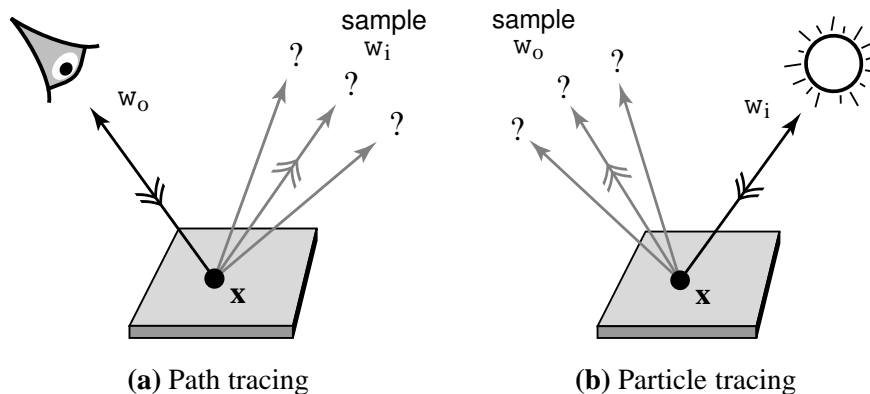 sample
w_i
?
?
?
w_o
x
(a) Path tracing
sample
w_o
?
?
?
w_i
x
(b) Particle tracing